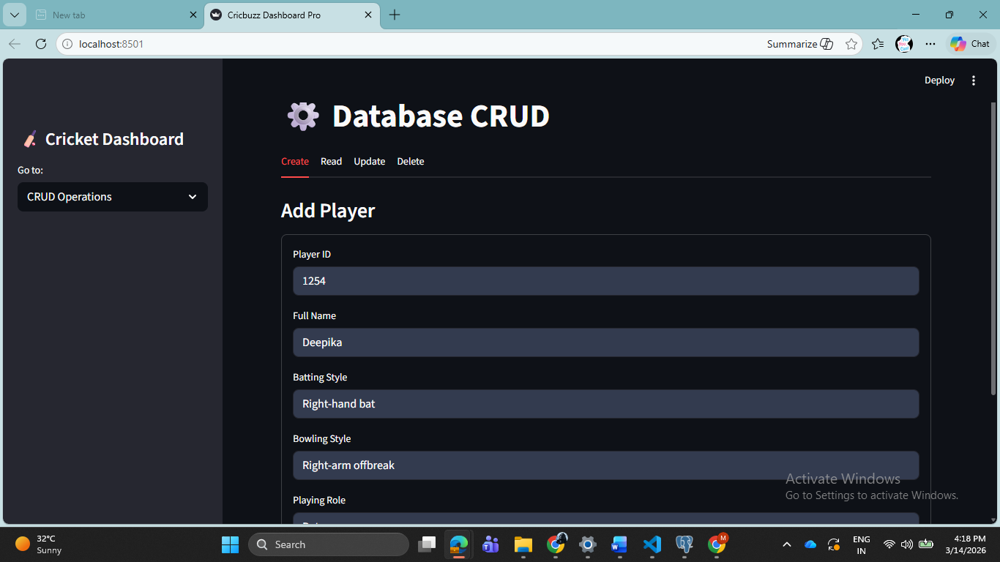 New tab
Cricbuzz Dashboard Pro
localhost:8501
Summarize
Chat
Deploy
Cricket Dashboard
Go to:
CRUD Operations
Database CRUD
Create Read Update Delete
Add Player
Player ID
1254
Full Name
Deepika
Batting Style
Right-hand bat
Bowling Style
Right-arm offbreak
Playing Role
Activate Windows
Go to Settings to activate Windows.
32°C
Sunny
Search
M
ENG
IN
4:18 PM
3/14/2026